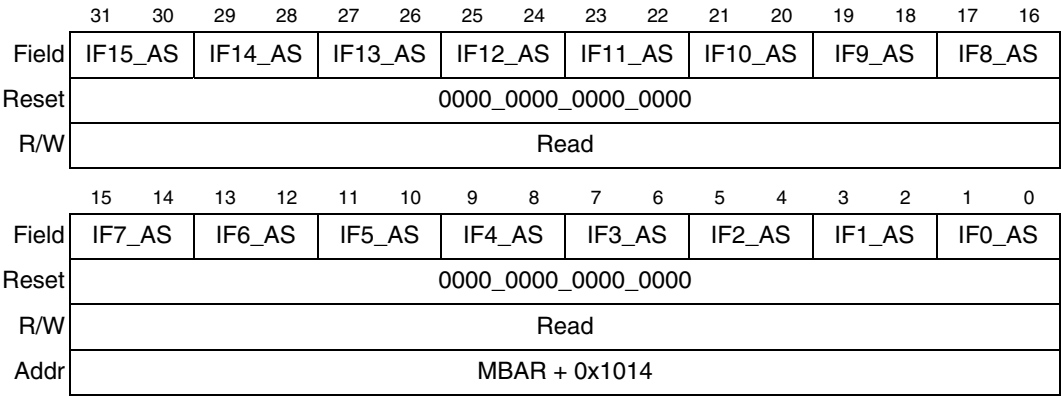 31 30 29 28 27 26 25 24 23 22 21 20 19 18 17 16
Field IF15_AS IF14_AS IF13_AS IF12_AS IF11_AS IF10_AS IF9_AS IF8_AS
Reset 0000_0000_0000_0000
R/W Read
15 14 13 12 11 10 9 8 7 6 5 4 3 2 1 0
Field IF7_AS IF6_AS IF5_AS IF4_AS IF3_AS IF2_AS IF1_AS IF0_AS
Reset 0000_0000_0000_0000
R/W Read
Addr MBAR + 0x1014